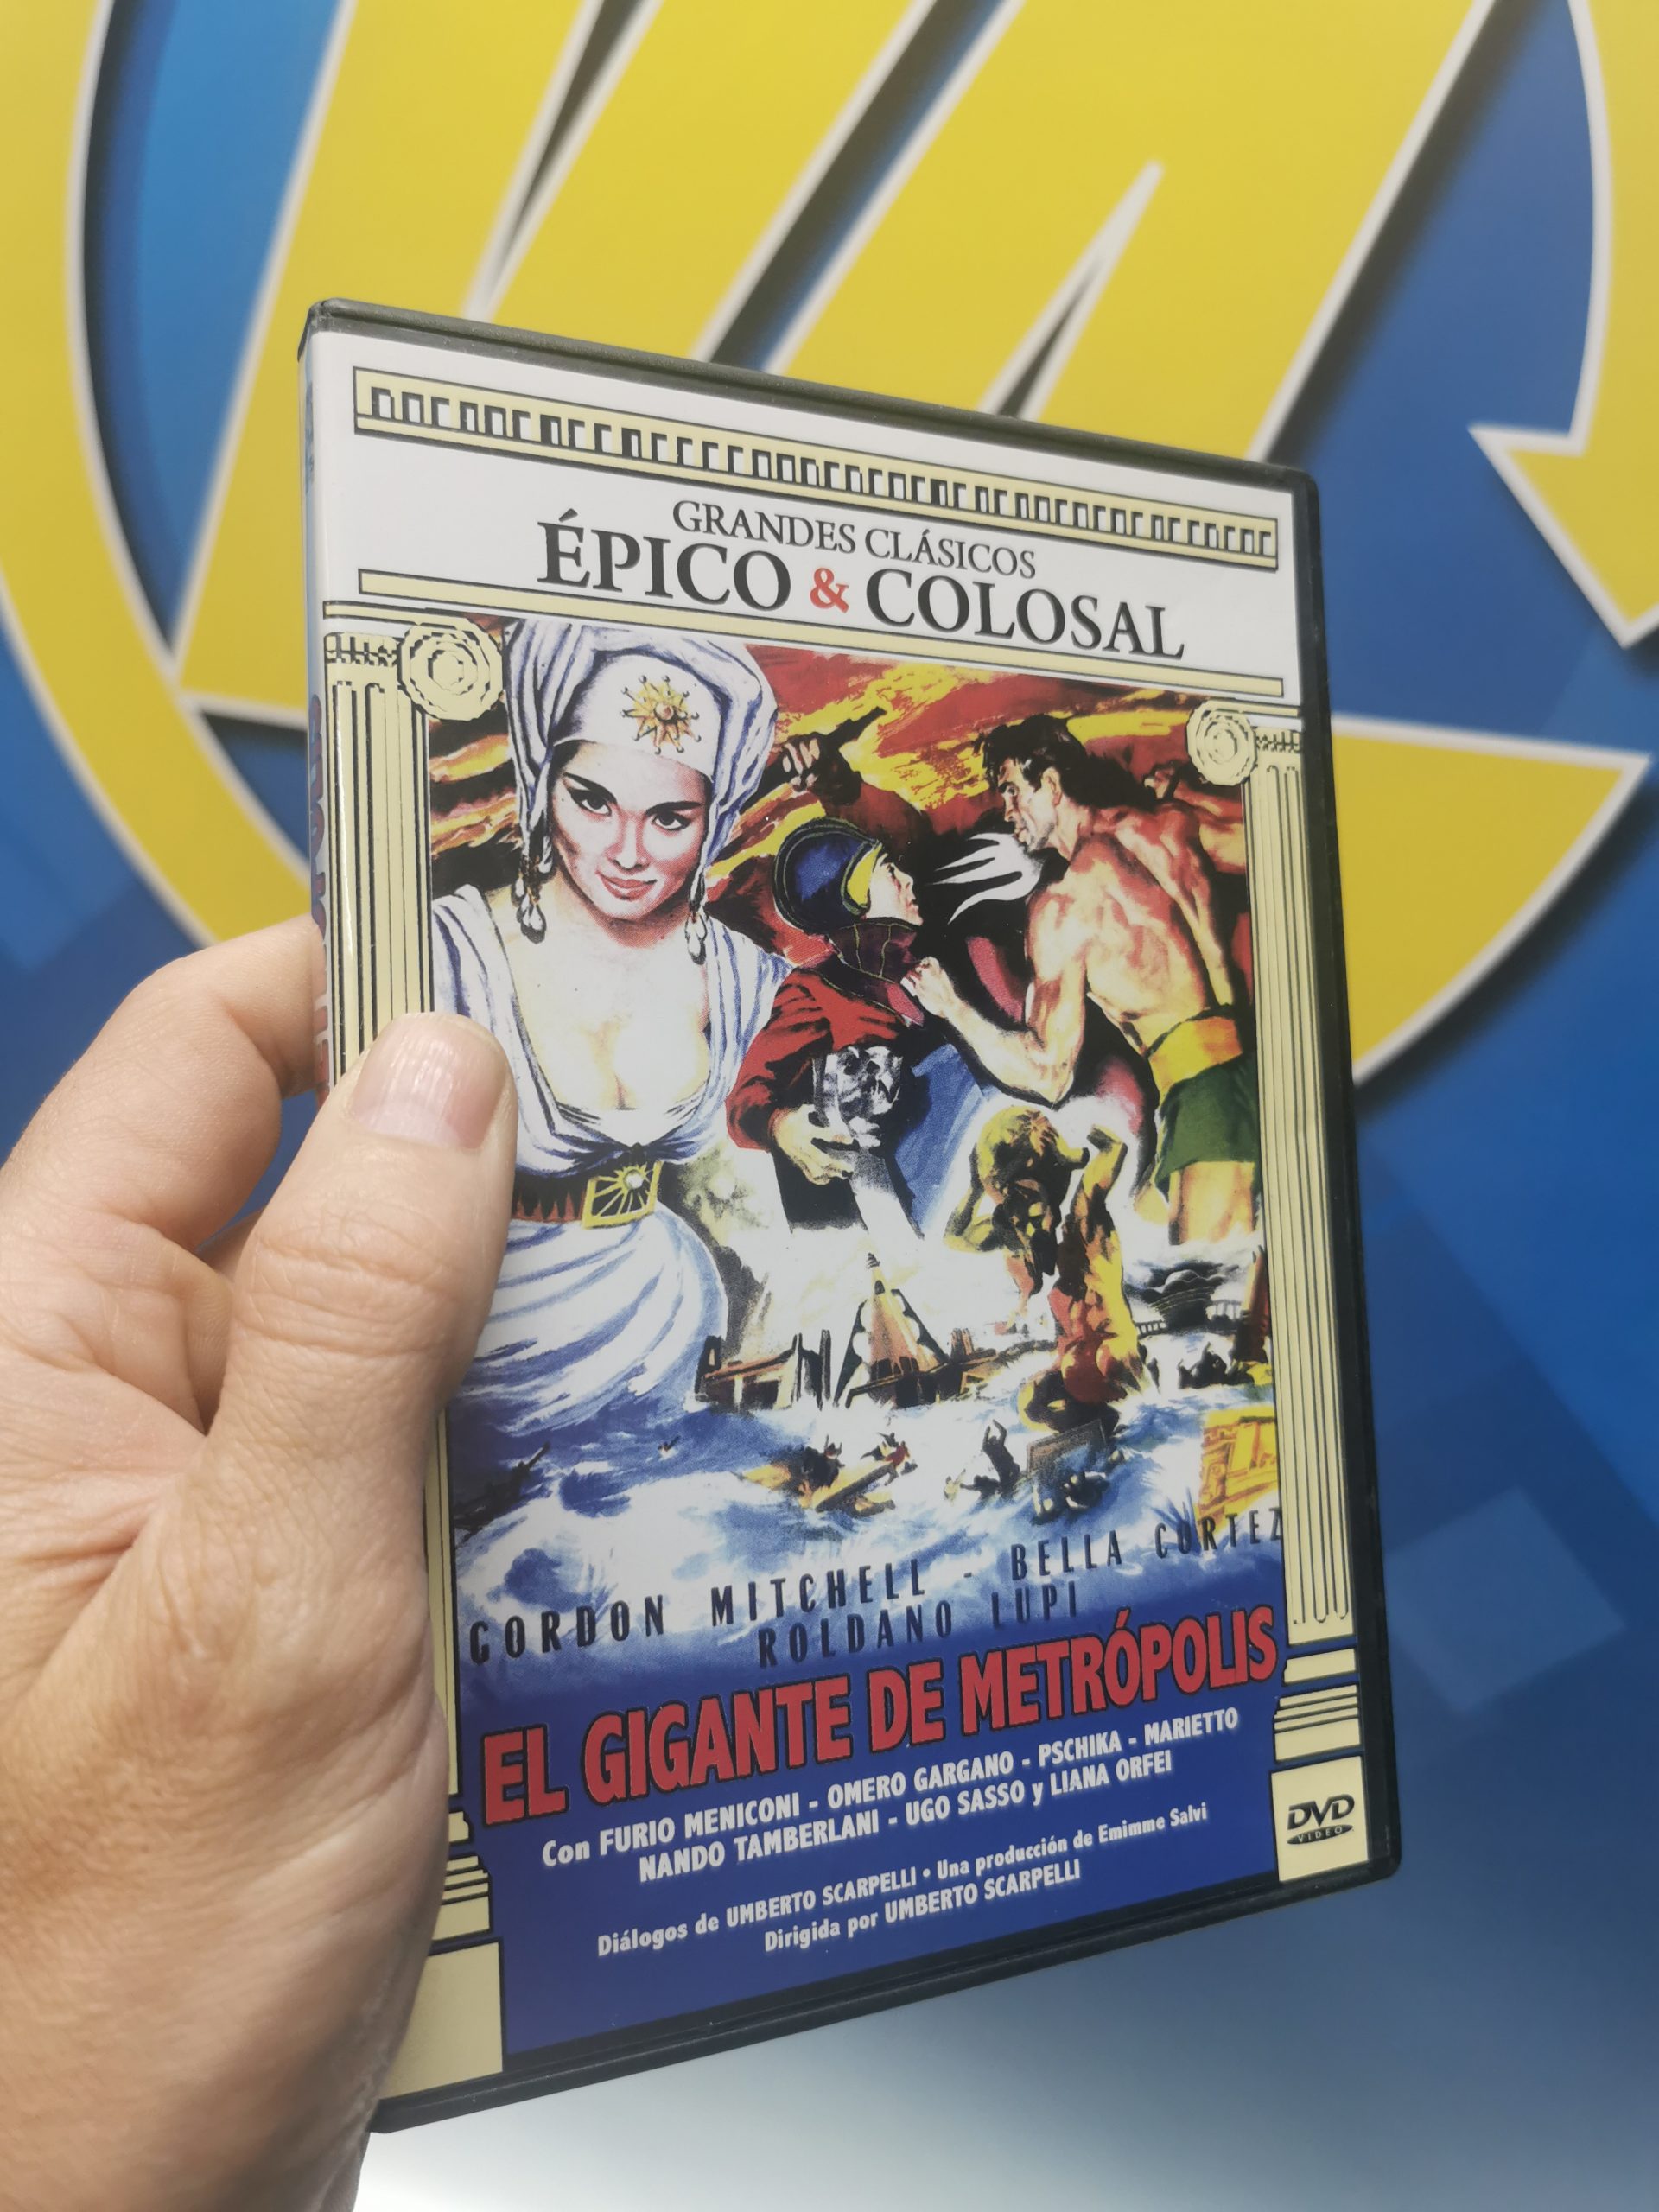 GRANDES CLÁSICOS
ÉPICO & COLOSAL
GORDON MITCHELL - BELLA CORTEZ
ROLDANO LUPI
EL GIGANTE DE METRÓPOLIS
Con FURIO MENICONI - OMERO GARGANO - PSCHIKA - MARIETTO
NANDO TAMBERLANI - UGO SASSO y LIANA ORFEI
Diálogos de UMBERTO SCARPELLI • Una producción de Emimme Salvi
Dirigida por UMBERTO SCARPELLI
DVD
VIDEO